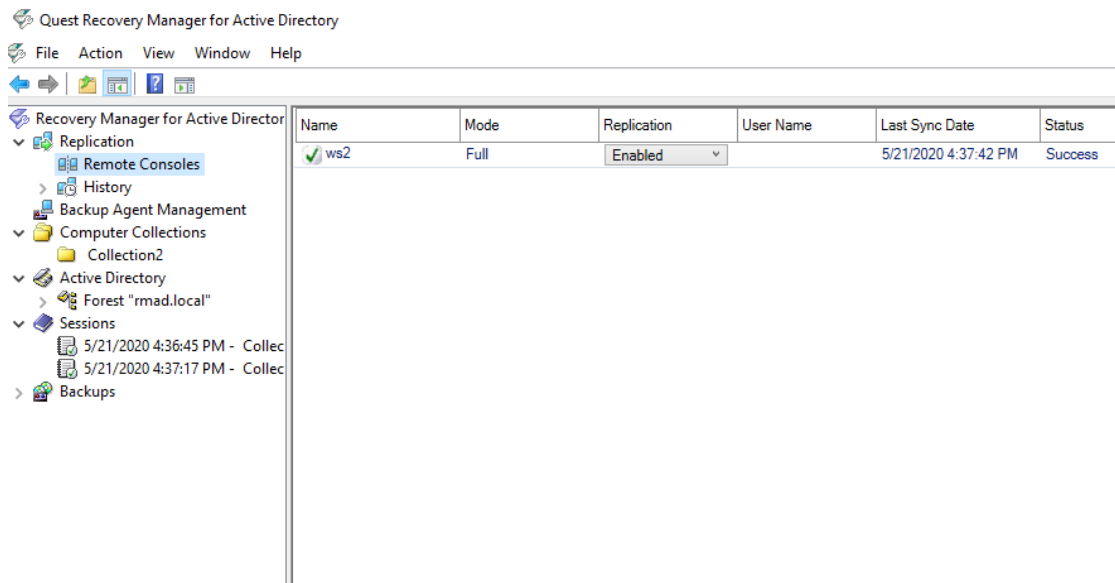 Quest Recovery Manager for Active Directory
File Action View Window Help
Recovery Manager for Active Director
Replication
Remote Consoles
History
Backup Agent Management
Computer Collections
Collection2
Active Directory
Forest "rmad.local"
Sessions
5/21/2020 4:36:45 PM - Collec
5/21/2020 4:37:17 PM - Collec
Backups
Name Mode Replication User Name Last Sync Date Status
ws2 Full Enabled 5/21/2020 4:37:42 PM Success